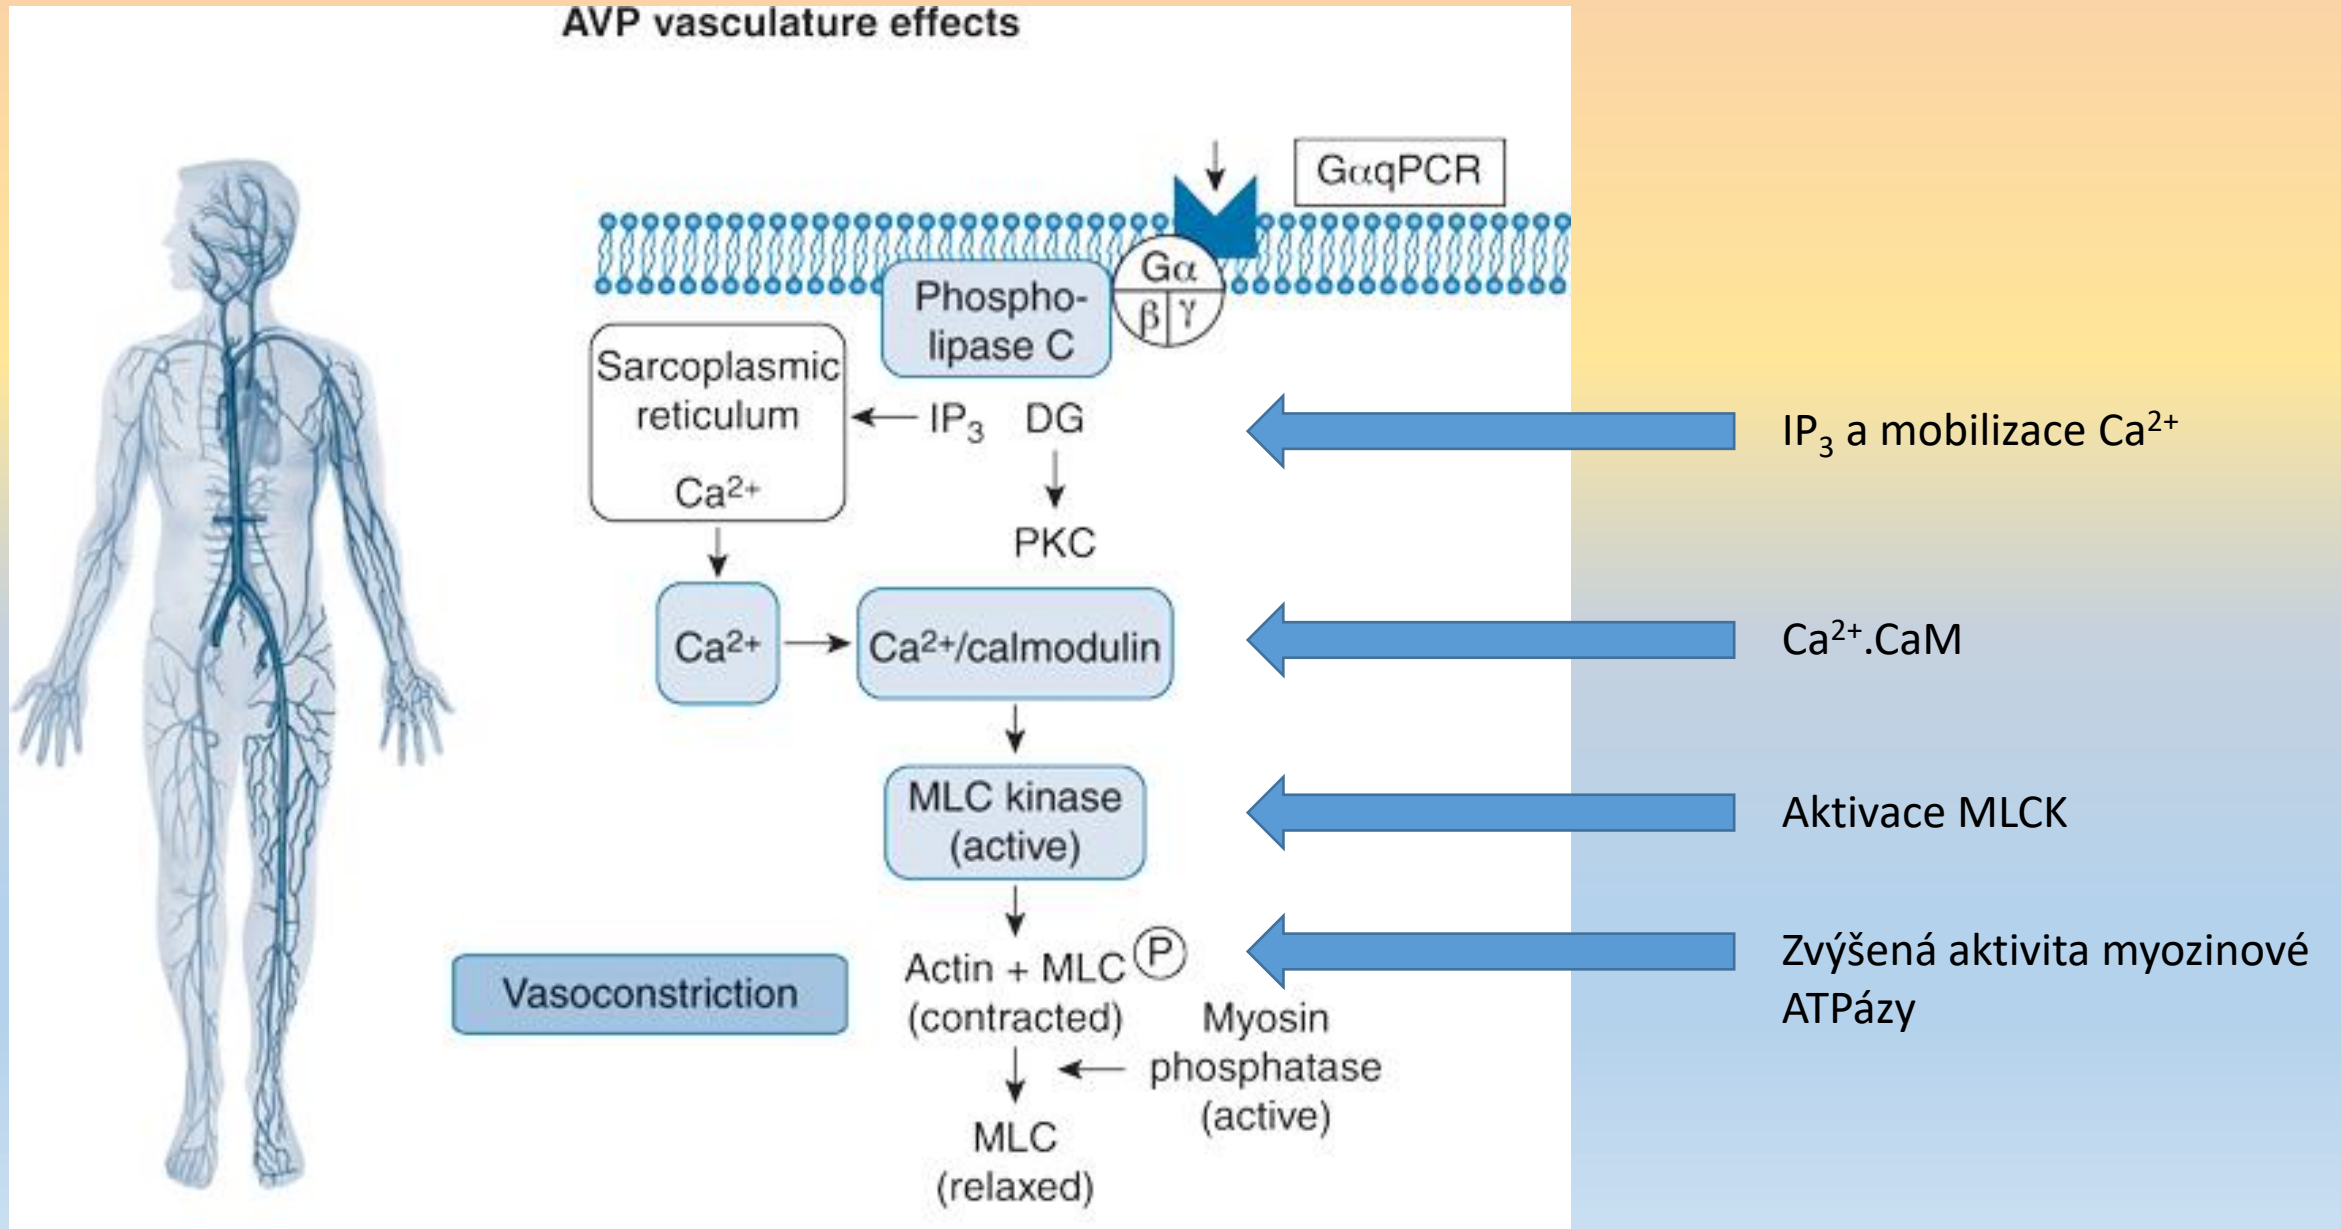 AVP vasculature effects
GαqPCR
Gα
β γ
Phospho-
lipase C
Sarcoplasmic
reticulum
Ca²⁺
IP₃ DG
PKC
Ca²⁺
Ca²⁺/calmodulin
MLC kinase
(active)
Vasoconstriction
Actin + MLC P
(contracted)
Myosin
phosphatase
(active)
MLC
(relaxed)
IP₃ a mobilizace Ca²⁺
Ca²⁺.CaM
Aktivace MLCK
Zvýšená aktivita myozinové
ATPázy